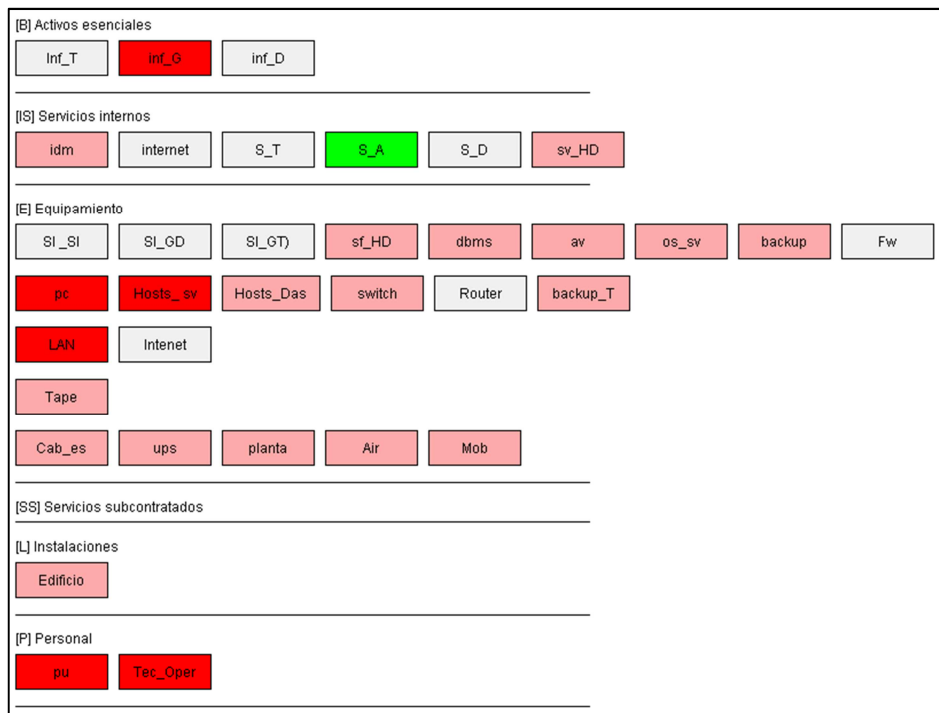 [B] Activos esenciales
Inf_T inf_G inf_D
[IS] Servicios internos
idm internet S_T S_A S_D sv_HD
[E] Equipamiento
SI _SI SI_GD SI_GT) sf_HD dbms av os_sv backup Fw
pc Hosts_ sv Hosts_Das switch Router backup_T
LAN Intenet
Tape
Cab_es ups planta Air Mob
[SS] Servicios subcontratados
[L] Instalaciones
Edificio
[P] Personal
pu Tec_Oper